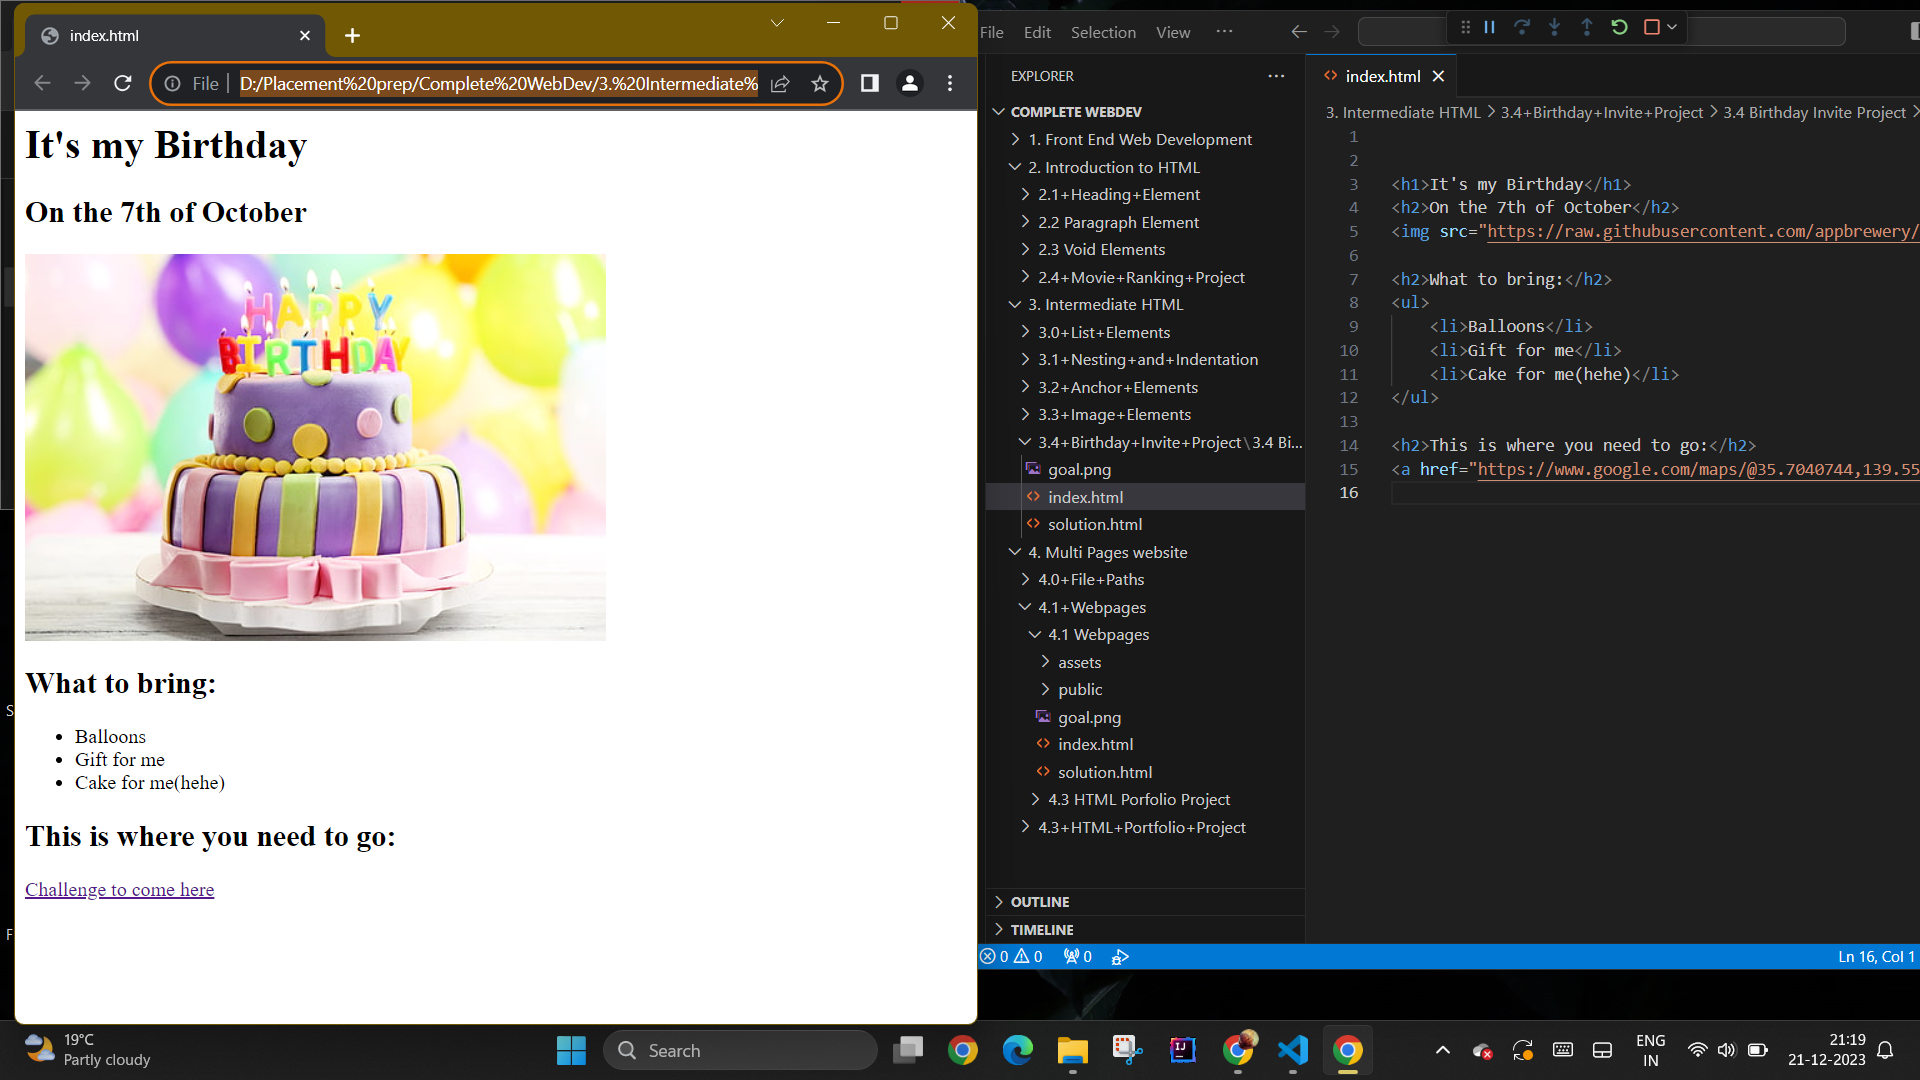 index.html
File
D:/Placement%20prep/Complete%20WebDev/3.%20Intermediate%
It's my Birthday
On the 7th of October
HAPPY
BIRTHDAY
What to bring:
Balloons
Gift for me
Cake for me(hehe)
This is where you need to go:
Challenge to come here
File Edit Selection View ...
EXPLORER
COMPLETE WEBDEV
1. Front End Web Development
2. Introduction to HTML
2.1+Heading+Element
2.2 Paragraph Element
2.3 Void Elements
2.4+Movie+Ranking+Project
3. Intermediate HTML
3.0+List+Elements
3.1+Nesting+and+Indentation
3.2+Anchor+Elements
3.3+Image+Elements
3.4+Birthday+Invite+Project\3.4 Bi...
goal.png
index.html
solution.html
4. Multi Pages website
4.0+File+Paths
4.1+Webpages
4.1 Webpages
assets
public
goal.png
index.html
solution.html
4.3 HTML Porfolio Project
4.3+HTML+Portfolio+Project
OUTLINE
TIMELINE
index.html
3. Intermediate HTML > 3.4+Birthday+Invite+Project > 3.4 Birthday Invite Project >
1
2
3 <h1>It's my Birthday</h1>
4 <h2>On the 7th of October</h2>
5 <img src="https://raw.githubusercontent.com/appbrewery/
6
7 <h2>What to bring:</h2>
8 <ul>
9 <li>Balloons</li>
10 <li>Gift for me</li>
11 <li>Cake for me(hehe)</li>
12 </ul>
13
14 <h2>This is where you need to go:</h2>
15 <a href="https://www.google.com/maps/@35.7040744,139.55
16
0 0 0
Ln 16, Col 1
S
F
19°C
Partly cloudy
Search
IJ
ENG
IN
21:19
21-12-2023